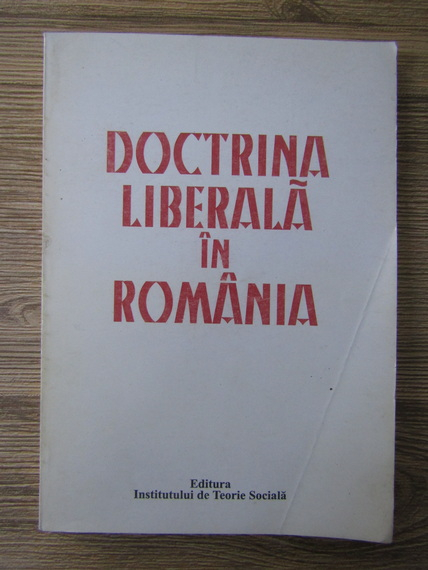 DOCTRINA
LIBERALĂ
ÎN
ROMÂNIA
Editura
Institutului de Teorie Socială